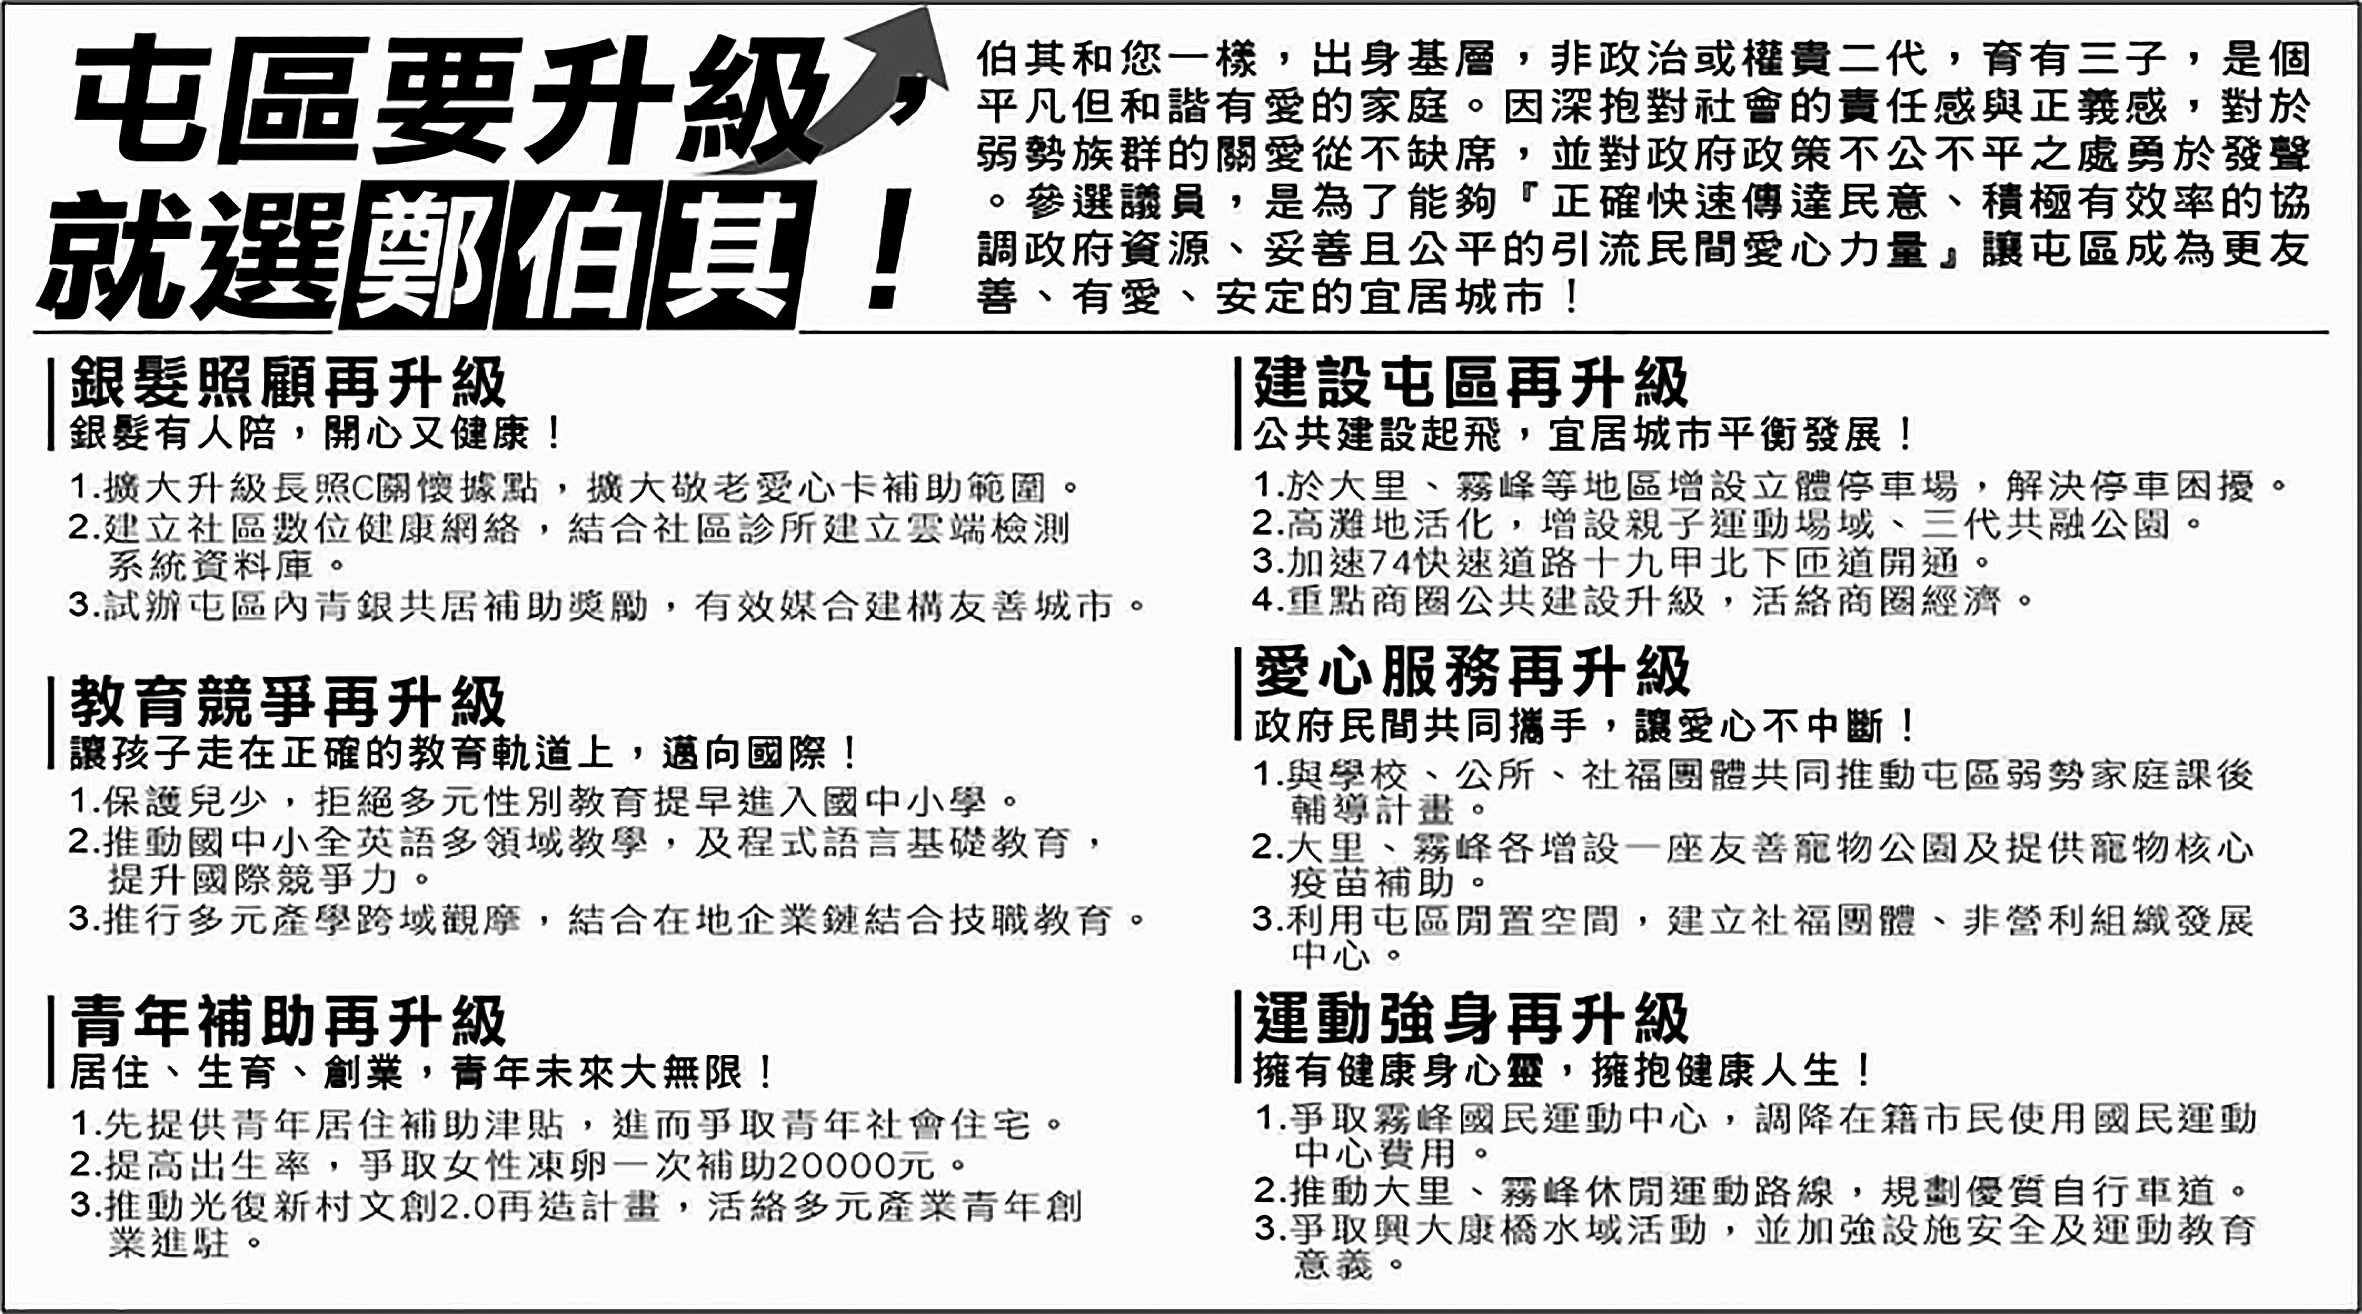 屯區要升級，
就選鄭伯其！
伯其和您一樣，出身基層，非政治或權貴二代，育有三子，是個
平凡但和諧有愛的家庭。因深抱對社會的責任感與正義感，對於
弱勢族群的關愛從不缺席，並對政府政策不公不平之處勇於發聲
。參選議員，是為了能夠『正確快速傳達民意、積極有效率的協
調政府資源、妥善且公平的引流民間愛心力量』讓屯區成為更友
善、有愛、安定的宜居城市！
銀髮照顧再升級
銀髮有人陪，開心又健康！
1.擴大升級長照C關懷據點，擴大敬老愛心卡補助範圍。
2.建立社區數位健康網絡，結合社區診所建立雲端檢測
系統資料庫。
3.試辦屯區內青銀共居補助獎勵，有效媒合建構友善城市。
教育競爭再升級
讓孩子走在正確的教育軌道上，邁向國際！
1.保護兒少，拒絕多元性別教育提早進入國中小學。
2.推動國中小全英語多領域教學，及程式語言基礎教育，
提升國際競爭力。
3.推行多元產學跨域觀摩，結合在地企業鏈結合技職教育。
青年補助再升級
居住、生育、創業，青年未來大無限！
1.先提供青年居住補助津貼，進而爭取青年社會住宅。
2.提高出生率，爭取女性凍卵一次補助20000元。
3.推動光復新村文創2.0再造計畫，活絡多元產業青年創
業進駐。
建設屯區再升級
公共建設起飛，宜居城市平衡發展！
1.於大里、霧峰等地區增設立體停車場，解決停車困擾。
2.高灘地活化，增設親子運動場域、三代共融公園。
3.加速74快速道路十九甲北下匝道開通。
4.重點商圈公共建設升級，活絡商圈經濟。
愛心服務再升級
政府民間共同攜手，讓愛心不中斷！
1.與學校、公所、社福團體共同推動屯區弱勢家庭課後
輔導計畫。
2.大里、霧峰各增設一座友善寵物公園及提供寵物核心
疫苗補助。
3.利用屯區閒置空間，建立社福團體、非營利組織發展
中心。
運動強身再升級
擁有健康身心靈，擁抱健康人生！
1.爭取霧峰國民運動中心，調降在籍市民使用國民運動
中心費用。
2.推動大里、霧峰休閒運動路線，規劃優質自行車道。
3.爭取興大康橋水域活動，並加強設施安全及運動教育
意義。